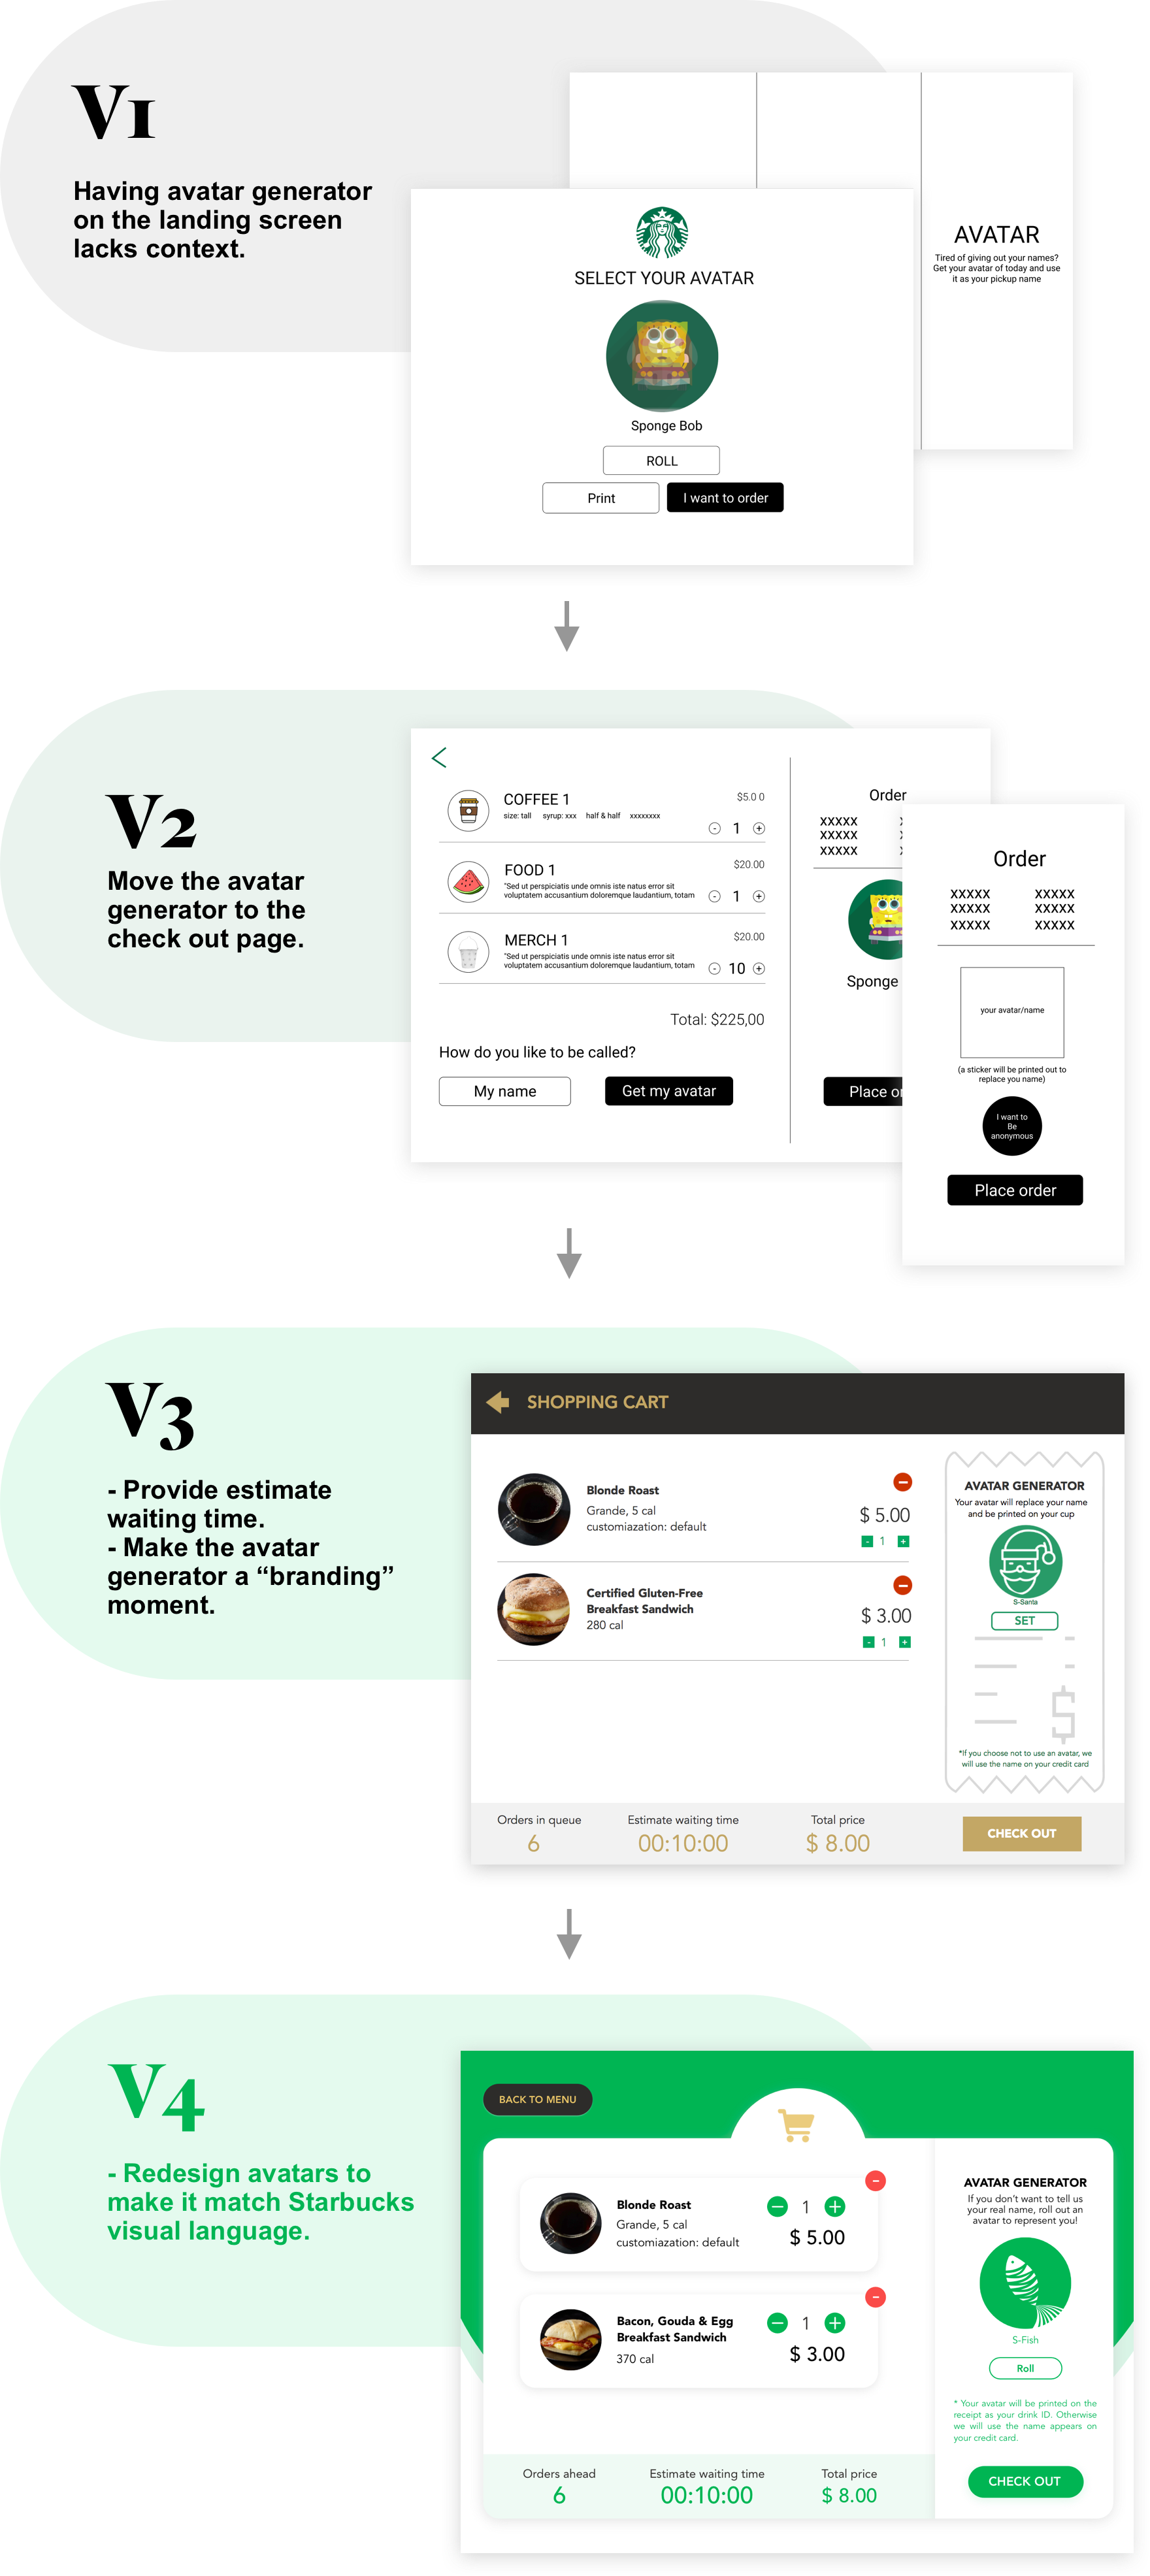 V1
Having avatar generator
on the landing screen
lacks context.
AVATAR
Tired of giving out your names?
Get your avatar of today and use
it as your pickup name
SELECT YOUR AVATAR
Sponge Bob
ROLL
Print
I want to order
V2
Move the avatar
generator to the
check out page.
COFFEE 1
$5.0 0
size: tall syrup: xxx half & half xxxxxxxx
- 1 +
FOOD 1
$20.00
"Sed ut perspiciatis unde omnis iste natus error sit
voluptatem accusantium doloremque laudantium, totam
- 1 +
MERCH 1
$20.00
"Sed ut perspiciatis unde omnis iste natus error sit
voluptatem accusantium doloremque laudantium, totam
- 10 +
Total: $225,00
How do you like to be called?
My name
Get my avatar
Order
XXXXX
XXXXX
XXXXX
Sponge
Place or
Order
XXXXX XXXXX
XXXXX XXXXX
XXXXX XXXXX
your avatar/name
(a sticker will be printed out to
replace you name)
I want to
Be
anonymous
Place order
V3
- Provide estimate
waiting time.
- Make the avatar
generator a “branding”
moment.
SHOPPING CART
Blonde Roast
Grande, 5 cal
customiazation: default
$ 5.00
- 1 +
Certified Gluten-Free
Breakfast Sandwich
280 cal
$ 3.00
- 1 +
AVATAR GENERATOR
Your avatar will replace your name
and be printed on your cup
S-Santa
SET
$
*If you choose not to use an avatar, we
will use the name on your credit card
Orders in queue
6
Estimate waiting time
00:10:00
Total price
$ 8.00
CHECK OUT
V4
- Redesign avatars to
make it match Starbucks
visual language.
BACK TO MENU
Blonde Roast
Grande, 5 cal
customiazation: default
1
$ 5.00
Bacon, Gouda & Egg
Breakfast Sandwich
370 cal
1
$ 3.00
AVATAR GENERATOR
If you don’t want to tell us
your real name, roll out an
avatar to represent you!
S-Fish
Roll
* Your avatar will be printed on the
receipt as your drink ID. Otherwise
we will use the name appears on
your credit card.
Orders ahead
6
Estimate waiting time
00:10:00
Total price
$ 8.00
CHECK OUT